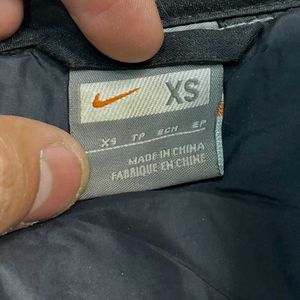 XS
XS TP ECH EP
MADE IN CHINA
FABRIQUE EN CHINE